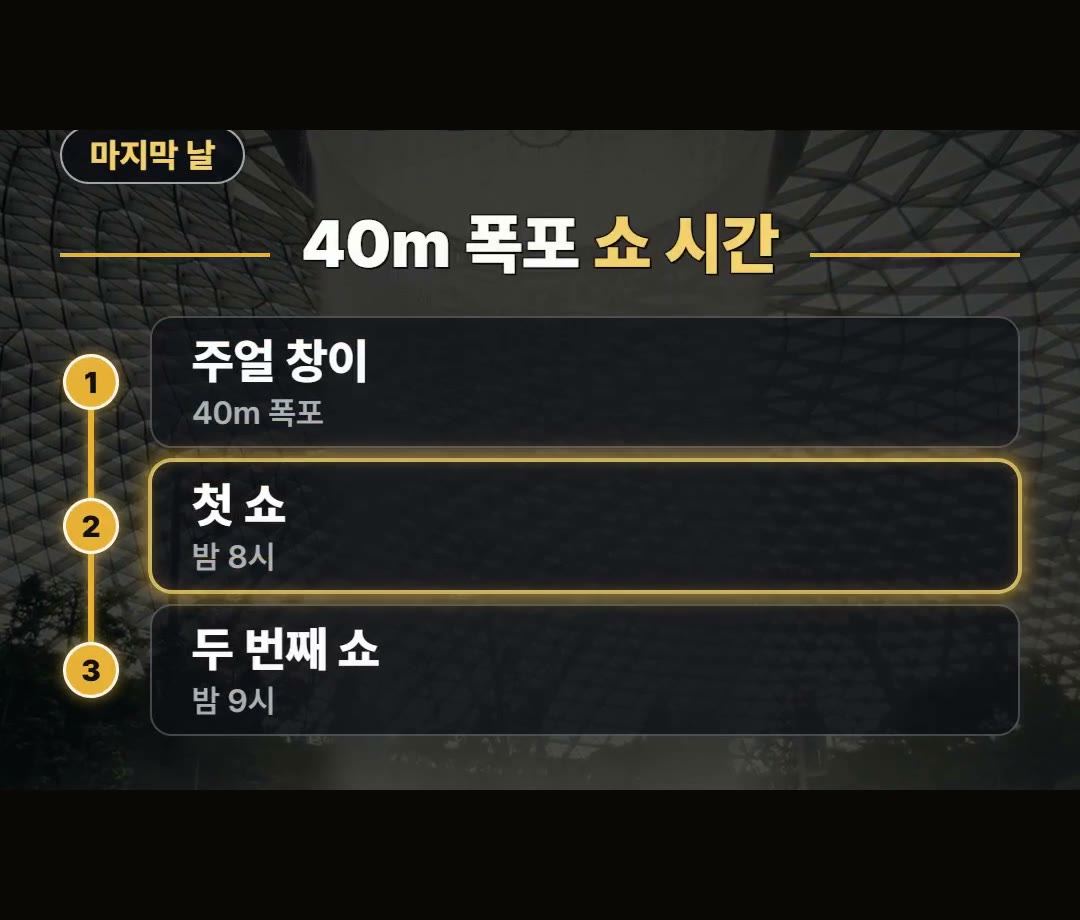 마지막 날
40m 폭포 쇼 시간
1
주얼 창이
40m 폭포
2
첫 쇼
밤 8시
3
두 번째 쇼
밤 9시